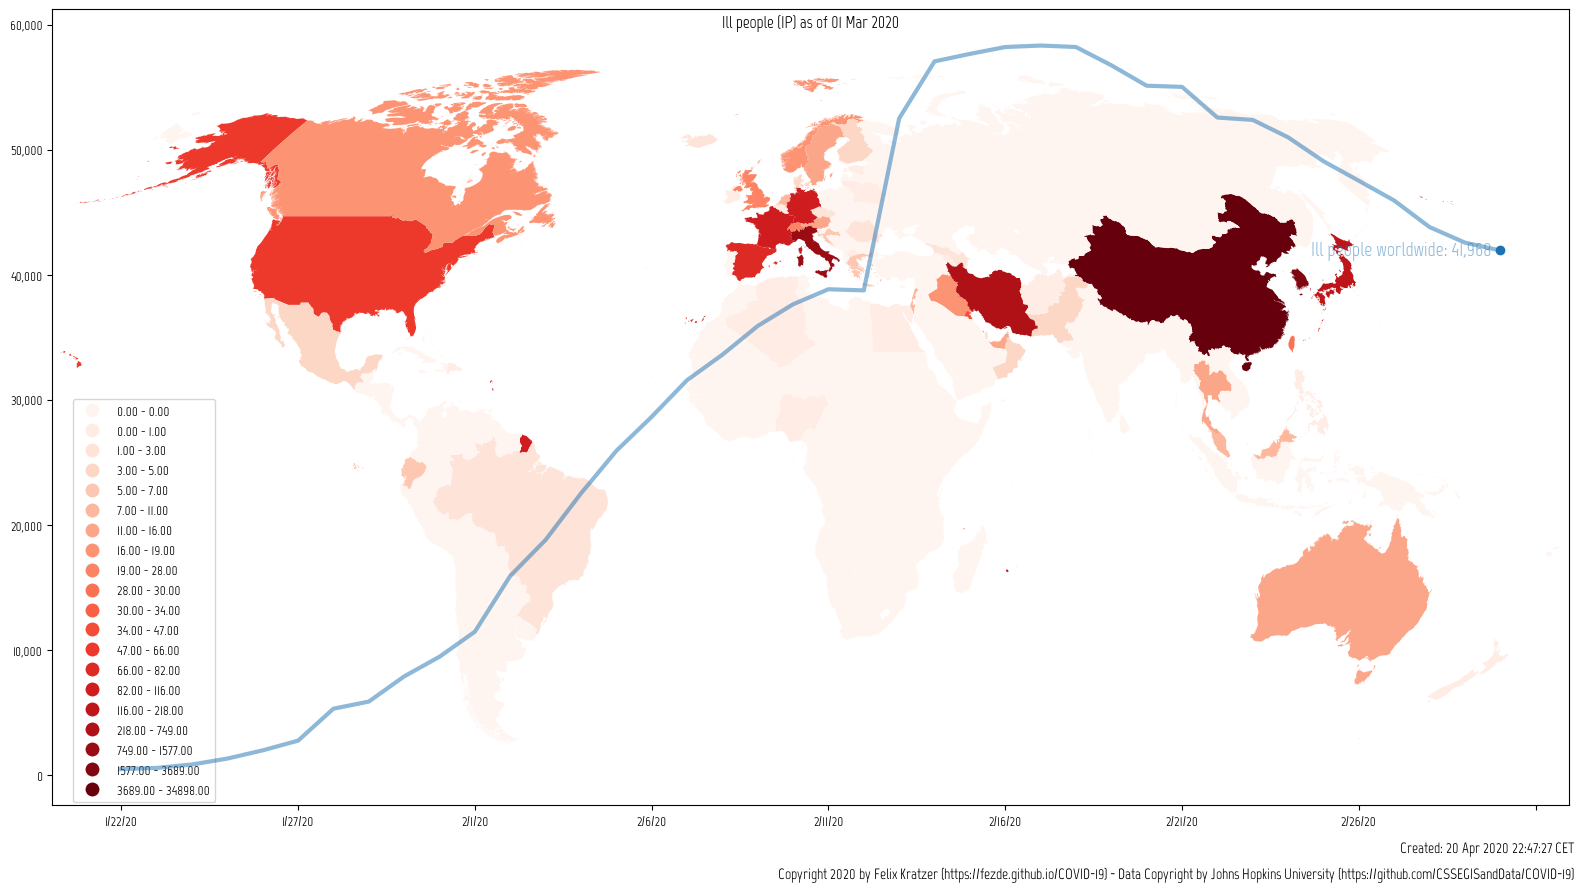 Ill people (IP) as of 01 Mar 2020
60,000
50,000
40,000
30,000
20,000
10,000
0
Ill people worldwide: 41,968
0.00 - 0.00
0.00 - 1.00
1.00 - 3.00
3.00 - 5.00
5.00 - 7.00
7.00 - 11.00
11.00 - 16.00
16.00 - 19.00
19.00 - 28.00
28.00 - 30.00
30.00 - 34.00
34.00 - 47.00
47.00 - 66.00
66.00 - 82.00
82.00 - 116.00
116.00 - 218.00
218.00 - 749.00
749.00 - 1577.00
1577.00 - 3689.00
3689.00 - 34898.00
1/22/20 1/27/20 2/1/20 2/6/20 2/11/20 2/16/20 2/21/20 2/26/20
Created: 20 Apr 2020 22:47:27 CET
Copyright 2020 by Felix Kratzer (https://fezde.github.io/COVID-19) - Data Copyright by Johns Hopkins University (https://github.com/CSSEGISandData/COVID-19)